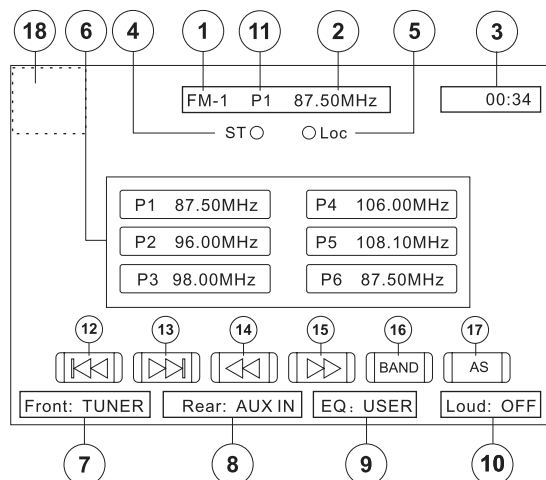 18 6 4 1 11 2 5 3
FM-1 P1 87.50MHz 00:34
ST Loc
P1 87.50MHz P4 106.00MHz
P2 96.00MHz P5 108.10MHz
P3 98.00MHz P6 87.50MHz
12 13 14 15 16 17
BAND AS
Front: TUNER Rear: AUX IN EQ: USER Loud: OFF
7 8 9 10